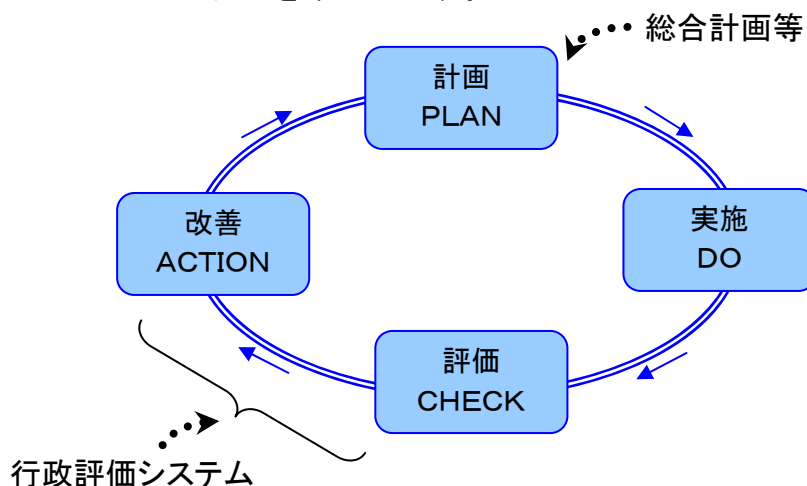 総合計画等
計画
PLAN
実施
DO
改善
ACTION
評価
CHECK
行政評価システム